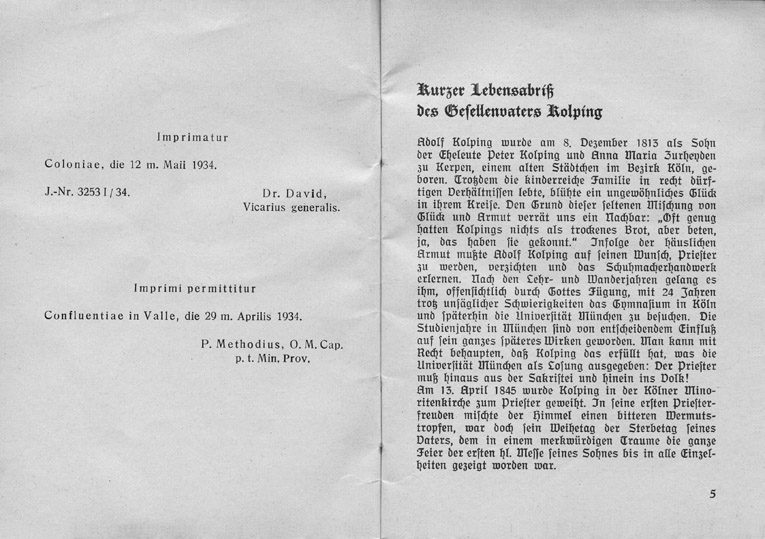 Imprimatur
Coloniae, die 12 m. Maii 1934.
J.-Nr. 3253 I / 34.
Dr. David,
Vicarius generalis.
Imprimi permittitur
Confluentiae in Valle, die 29 m. Aprilis 1934.
P. Methodius, O. M. Cap.
p. t. Min. Prov.
Kurzer Lebensabriß
des Gesellenvaters Kolping
Adolf Kolping wurde am 8. Dezember 1813 als Sohn
der Eheleute Peter Kolping und Anna Maria Zurheyden
zu Kerpen, einem alten Städtchen im Bezirk Köln, ge-
boren. Trotzdem die kinderreiche Familie in recht dürf-
tigen Verhältnissen lebte, blühte ein ungewöhnliches Glück
in ihrem Kreise. Den Grund dieser seltenen Mischung von
Glück und Armut verrät uns ein Nachbar: „Oft genug
hatten Kolpings nichts als trockenes Brot, aber beten,
ja, das haben sie gekonnt.“ Infolge der häuslichen
Armut mußte Adolf Kolping auf seinen Wunsch, Priester
zu werden, verzichten und das Schuhmacherhandwerk
erlernen. Nach den Lehr- und Wanderjahren gelang es
ihm, offensichtlich durch Gottes Fügung, mit 24 Jahren
trotz unsäglicher Schwierigkeiten das Gymnasium in Köln
und späterhin die Universität München zu besuchen. Die
Studienjahre in München sind von entscheidendem Einfluß
auf sein ganzes späteres Wirken geworden. Man kann mit
Recht behaupten, daß Kolping das erfüllt hat, was die
Universität München als Losung ausgegeben: Der Priester
muß hinaus aus der Sakristei und hinein ins Volk!
Am 13. April 1845 wurde Kolping in der Kölner Mino-
ritenkirche zum Priester geweiht. In seine ersten Priester-
freuden mischte der Himmel einen bitteren Wermuts-
tropfen, war doch sein Weihetag der Sterbetag seines
Vaters, dem in einem merkwürdigen Traume die ganze
Feier der ersten hl. Messe seines Sohnes bis in alle Einzel-
heiten gezeigt worden war.
5